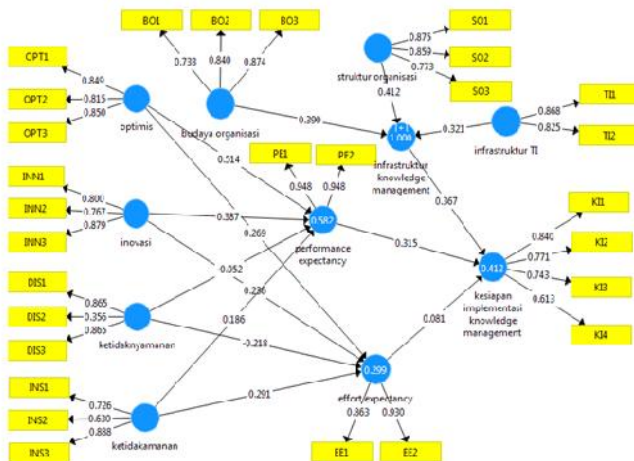 BO1
BO2
BO3
0.733
0.840
0.874
SO1
SO2
SO3
0.875
0.859
0.773
struktur organisasi
0.412
OPT1
OPT2
OPT3
0.849
0.815
0.850
optimis
budaya organisasi
0.390
0.321
TI1
TI2
0.868
0.825
infrastruktur TI
infrastruktur
knowledge
management
PE1
PE2
0.948
0.948
0.514
0.367
INN1
INN2
INN3
0.800
0.767
0.879
inovasi
0.357
0.582
performance
expectancy
0.269
0.236
0.315
0.412
KI1
KI2
KI3
KI4
0.840
0.771
0.743
0.613
kesiapan
implementasi
knowledge
management
DIS1
DIS2
DIS3
0.865
0.356
0.865
ketidaknyamanan
0.052
-0.218
0.186
0.081
0.299
effort expectancy
INS1
INS2
INS3
0.726
0.630
0.888
ketidakamanan
0.291
0.863
0.930
EE1
EE2